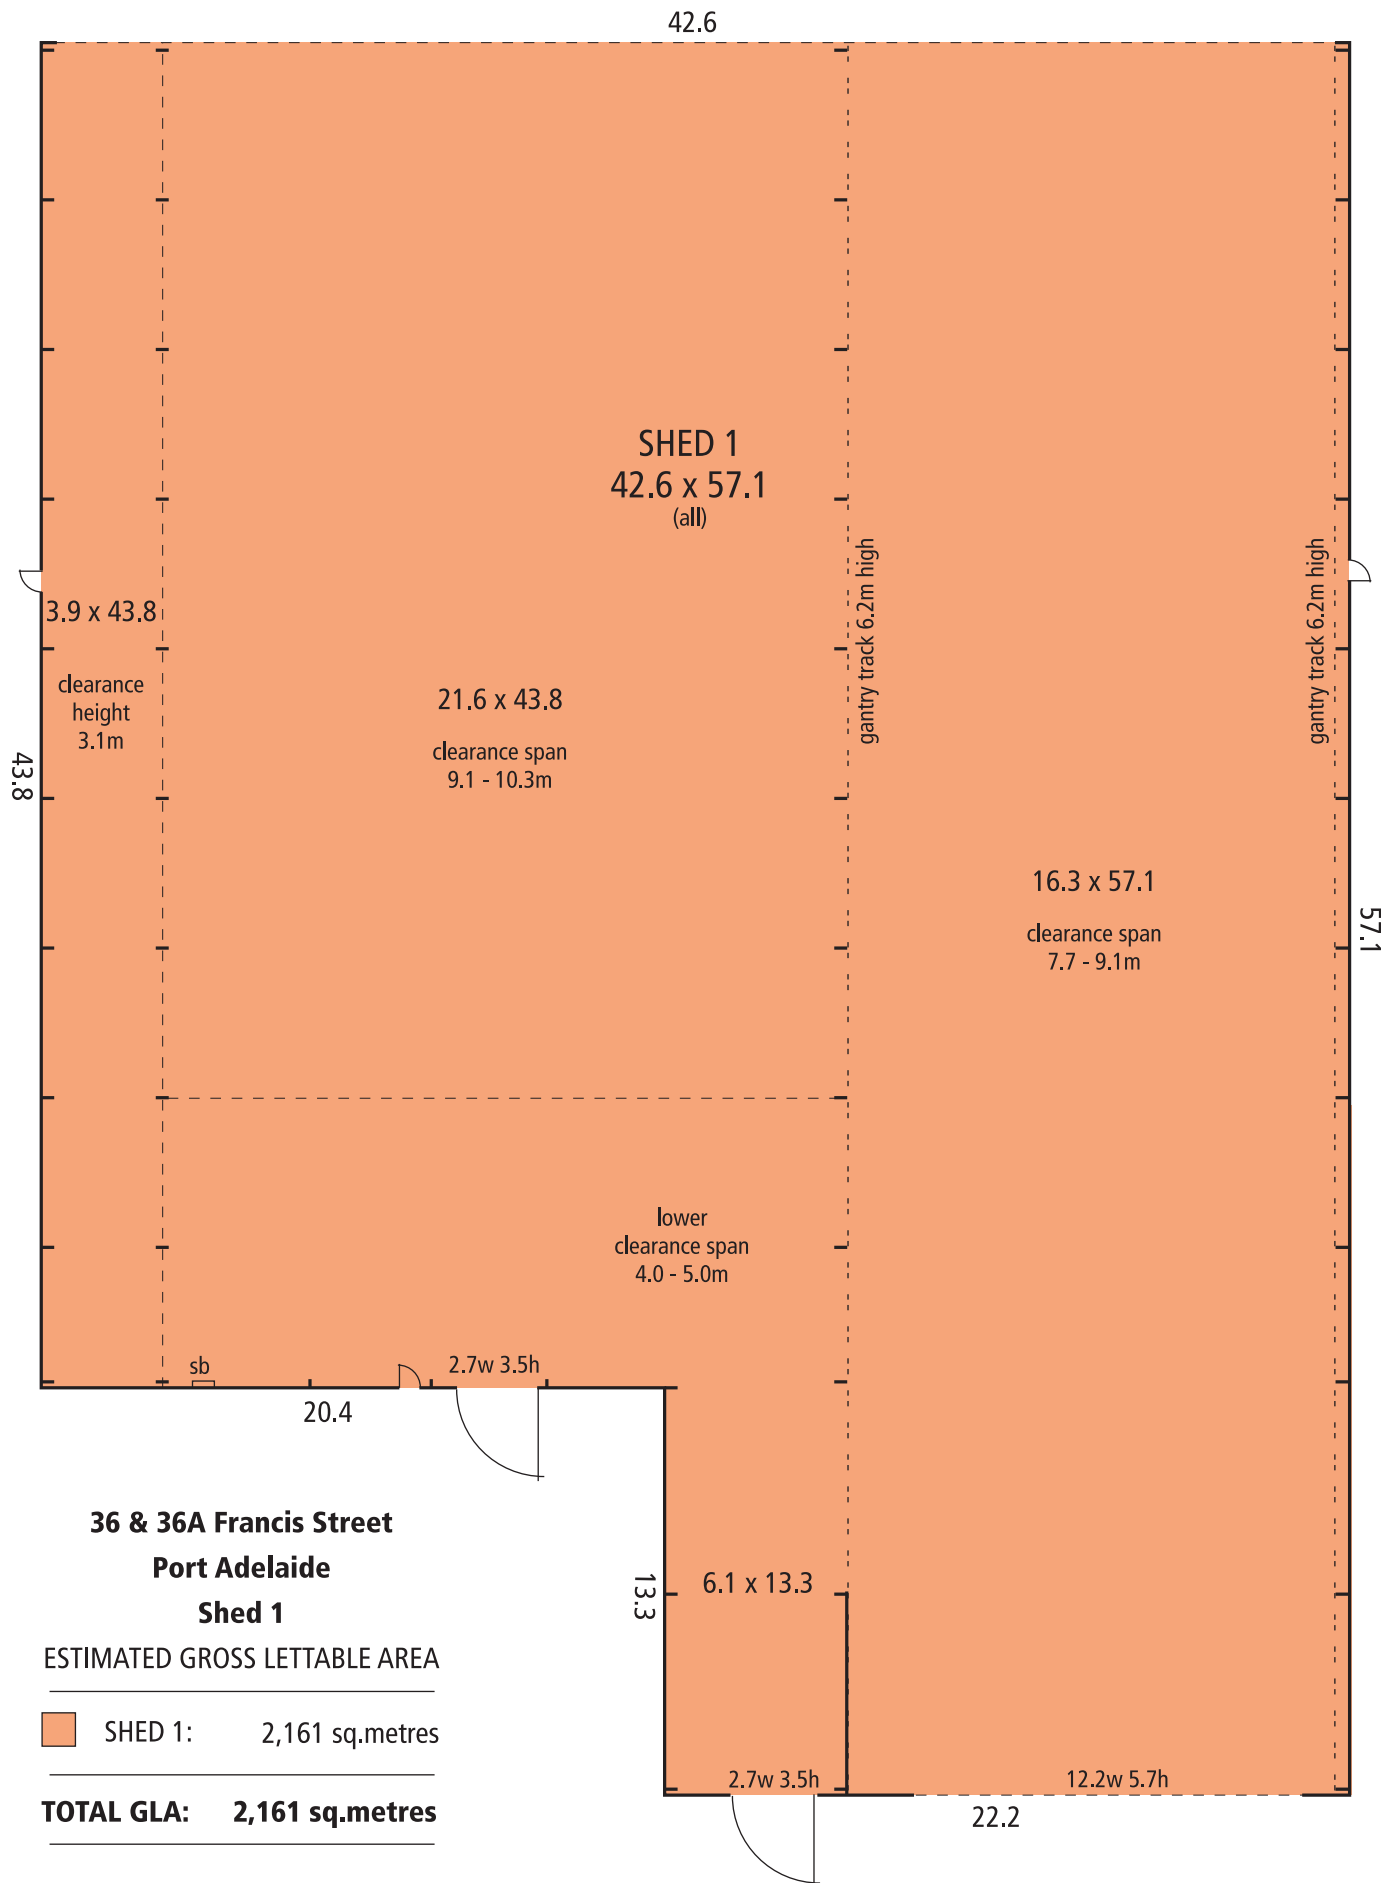 42.6
SHED 1
42.6 x 57.1
(all)
gantry track 6.2m high
gantry track 6.2m high
3.9 x 43.8
clearance
height
3.1m
43.8
21.6 x 43.8
clearance span
9.1 - 10.3m
16.3 x 57.1
clearance span
7.7 - 9.1m
57.1
lower
clearance span
4.0 - 5.0m
sb
2.7w 3.5h
20.4
13.3
6.1 x 13.3
2.7w 3.5h
12.2w 5.7h
22.2
36 & 36A Francis Street
Port Adelaide
Shed 1
ESTIMATED GROSS LETTABLE AREA
SHED 1: 2,161 sq.metres
TOTAL GLA: 2,161 sq.metres